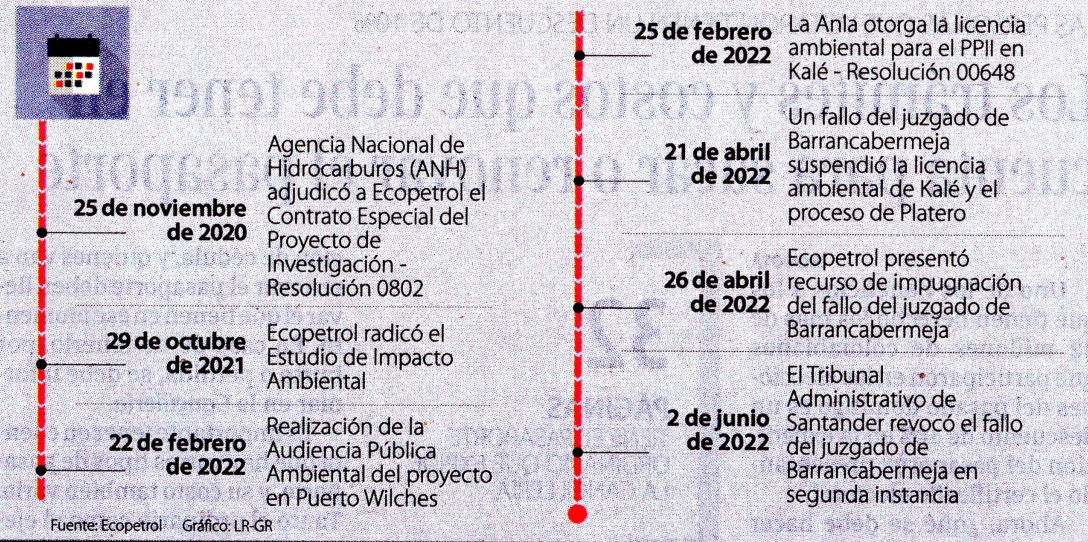 25 de noviembre
de 2020
Agencia Nacional de
Hidrocarburos (ANH)
adjudicó a Ecopetrol el
Contrato Especial del
Proyecto de
Investigación -
Resolución 0802
29 de octubre
de 2021
Ecopetrol radicó el
Estudio de Impacto
Ambiental
22 de febrero
de 2022
Realización de la
Audiencia Pública
Ambiental del proyecto
en Puerto Wilches
25 de febrero
de 2022
La Anla otorga la licencia
ambiental para el PPII en
Kalé - Resolución 00648
21 de abril
de 2022
Un fallo del juzgado de
Barrancabermeja
suspendió la licencia
ambiental de Kalé y el
proceso de Platero
26 de abril
de 2022
Ecopetrol presentó
recurso de impugnación
del fallo del juzgado de
Barrancabermeja
2 de junio
de 2022
El Tribunal
Administrativo de
Santander revocó el fallo
del juzgado de
Barrancabermeja en
segunda instancia
Fuente: Ecopetrol Gráfico: LR-GR